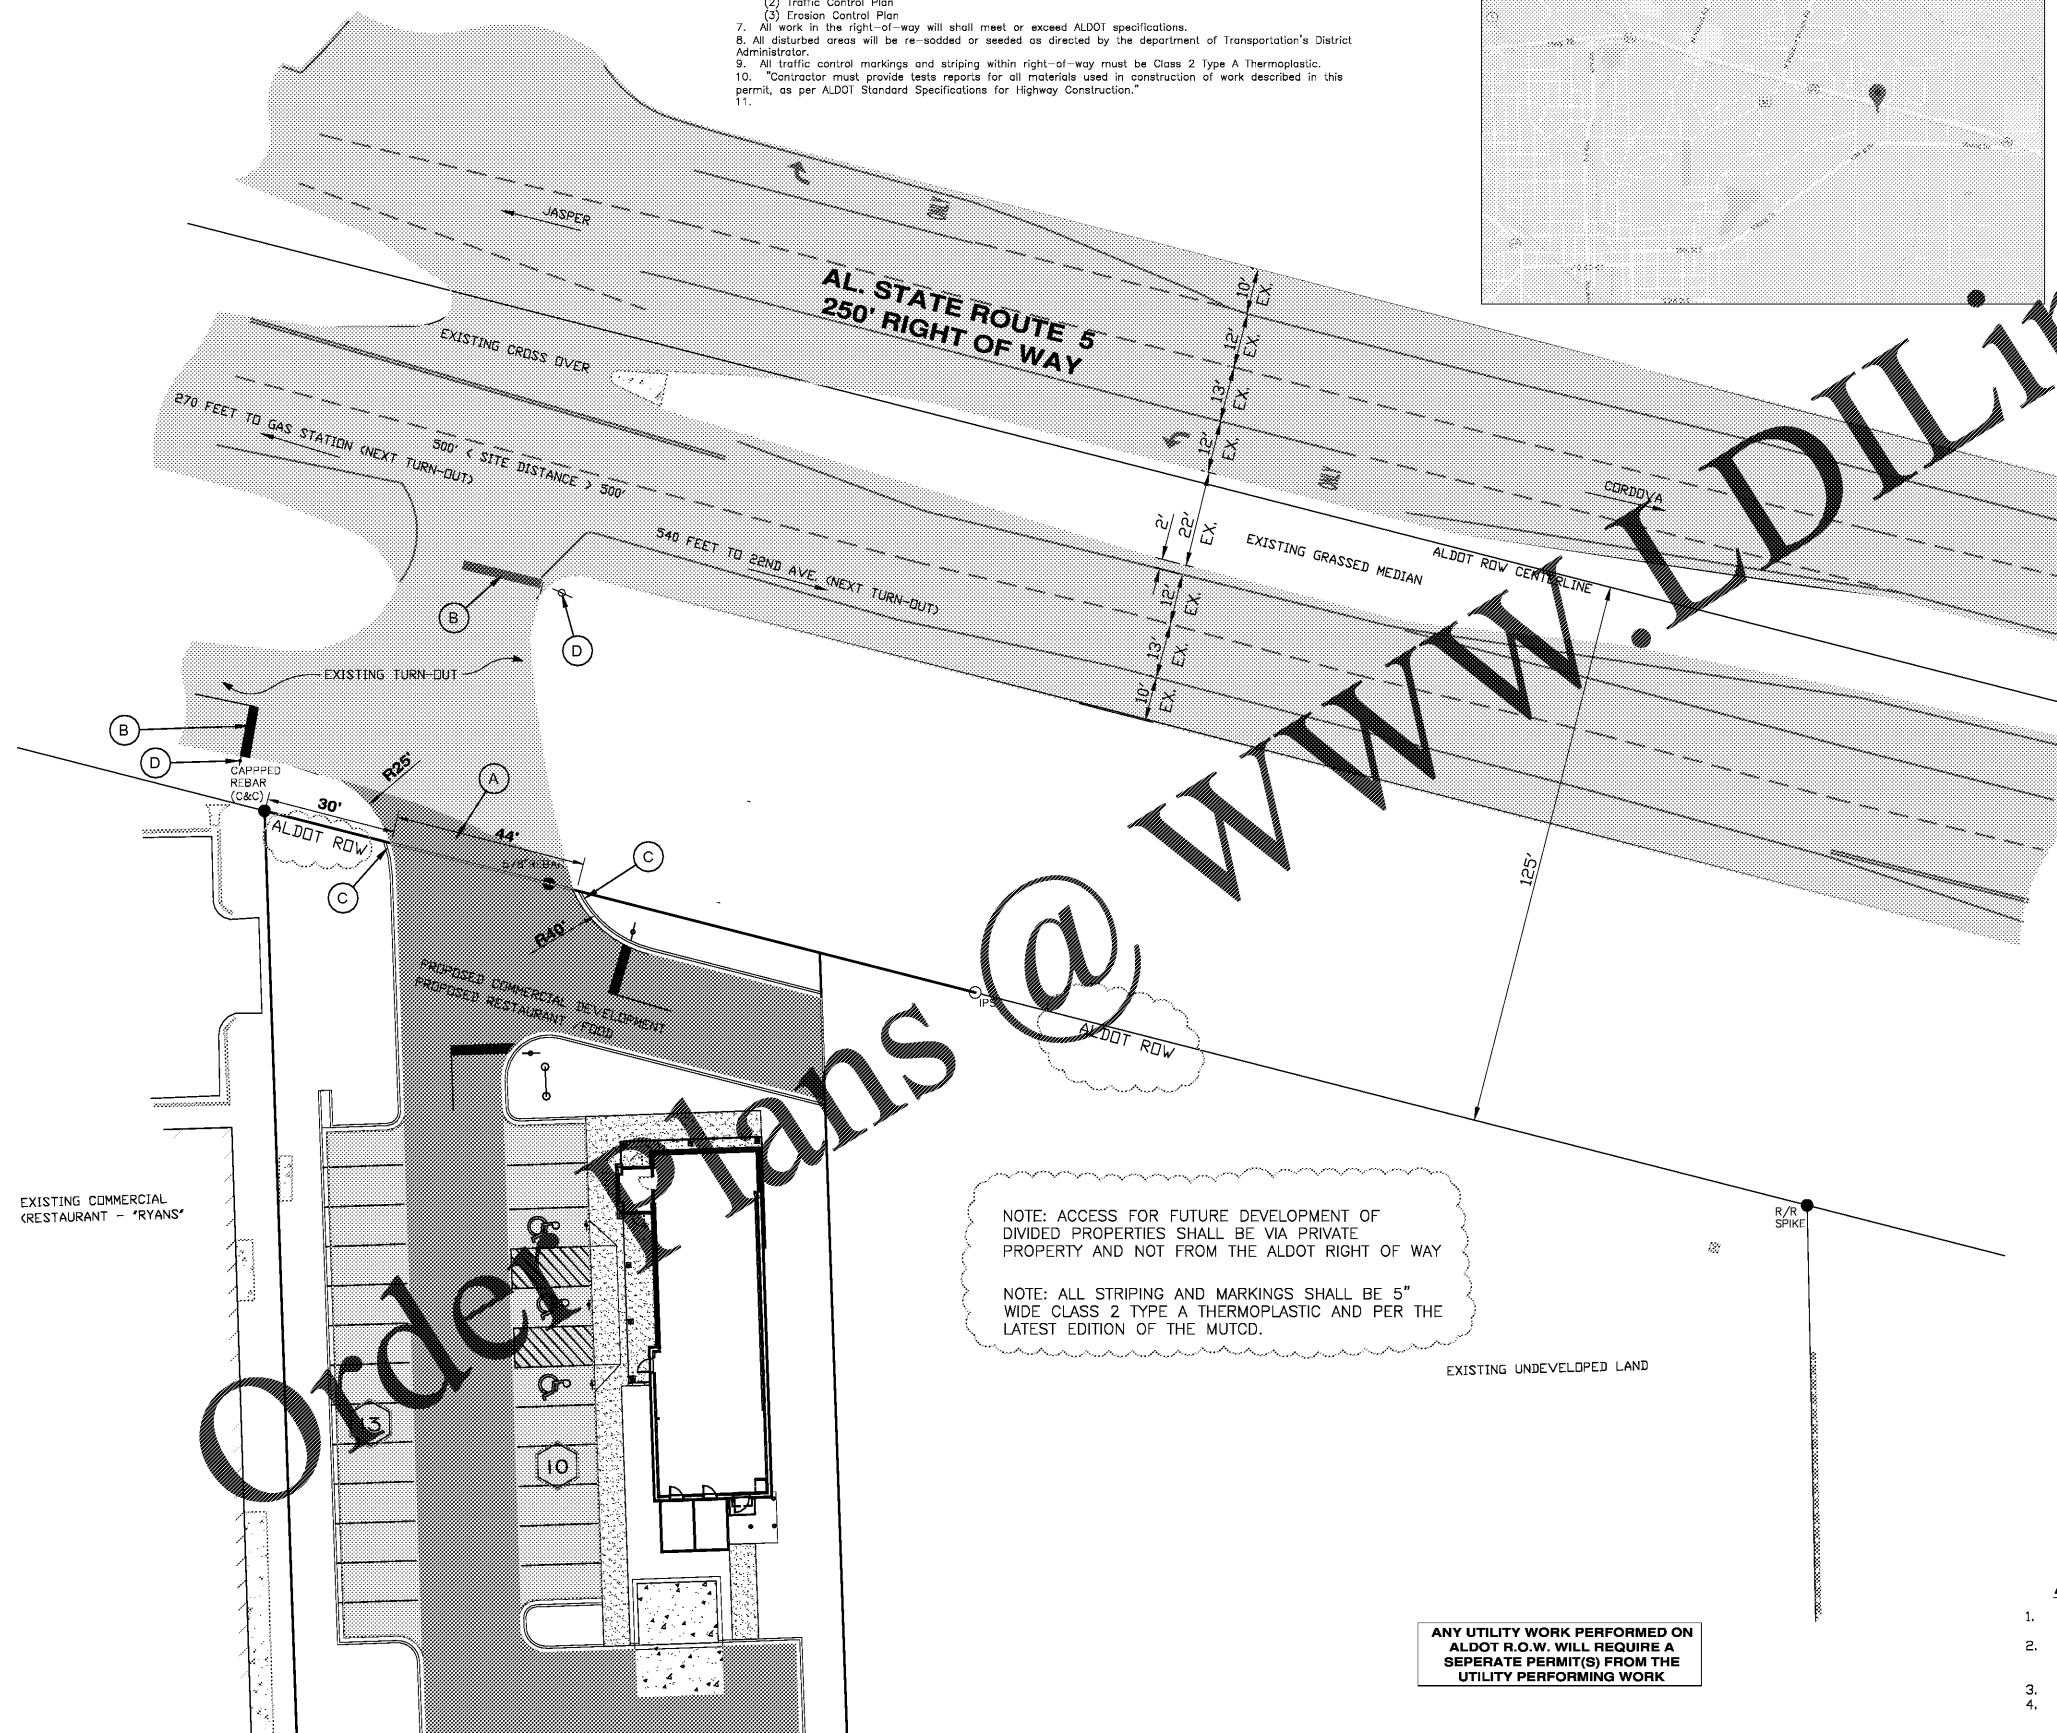 (2) Traffic Control Plan
(3) Erosion Control Plan
7. All work in the right-of-way will shall meet or exceed ALDOT specifications.
8. All disturbed areas will be re-sodded or seeded as directed by the department of Transportation's District
Administrator.
9. All traffic control markings and striping within right-of-way must be Class 2 Type A Thermoplastic.
10. "Contractor must provide tests reports for all materials used in construction of work described in this
permit, as per ALDOT Standard Specifications for Highway Construction."
11.
JASPER
ONLY
AL. STATE ROUTE 5
250' RIGHT OF WAY
10' EX.
12' EX.
13' EX.
12' EX.
EXISTING CROSS OVER
270 FEET TO GAS STATION (NEXT TURN-OUT)
500' < SITE DISTANCE > 500'
ONLY
CORDOVA
2'
22' EX.
EXISTING GRASSED MEDIAN
ALDOT ROW CENTERLINE
540 FEET TO 22ND AVE. (NEXT TURN-OUT)
12' EX.
13' EX.
10' EX.
B
D
EXISTING TURN-OUT
B
D
CAPPPED
REBAR
(C&C)
R25'
A
30'
44'
ALDOT ROW
C
C
R40'
125'
PROPOSED COMMERCIAL DEVELOPMENT
PROPOSED RESTAURANT /FOOD
IPS
ALDOT ROW
EXISTING COMMERCIAL
(RESTAURANT - "RYANS"
NOTE: ACCESS FOR FUTURE DEVELOPMENT OF
DIVIDED PROPERTIES SHALL BE VIA PRIVATE
PROPERTY AND NOT FROM THE ALDOT RIGHT OF WAY
NOTE: ALL STRIPING AND MARKINGS SHALL BE 5"
WIDE CLASS 2 TYPE A THERMOPLASTIC AND PER THE
LATEST EDITION OF THE MUTCD.
R/R
SPIKE
EXISTING UNDEVELOPED LAND
13
10
ANY UTILITY WORK PERFORMED ON
ALDOT R.O.W. WILL REQUIRE A
SEPERATE PERMIT(S) FROM THE
UTILITY PERFORMING WORK
1.
2.
3.
4.
Order Plans @ www.LDILin